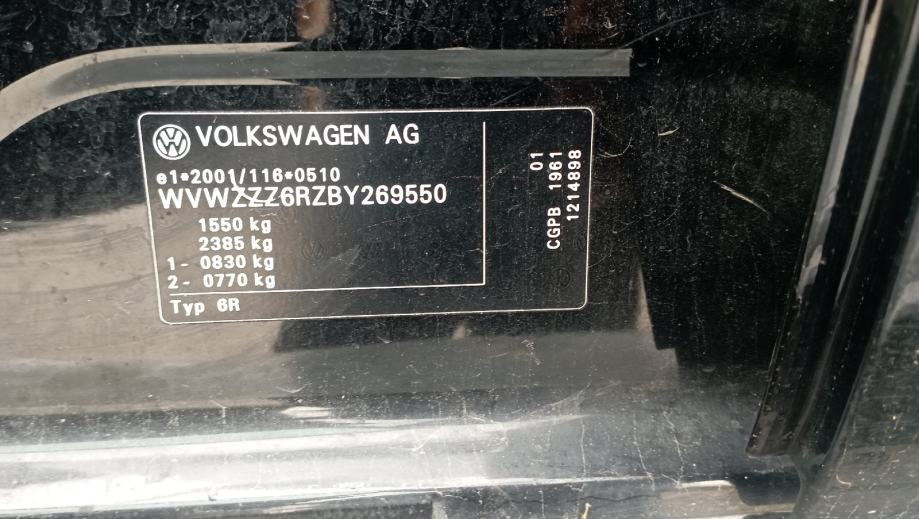 VOLKSWAGEN AG
e1*2001/116*0510
WVWZZZ6RZBY269550
1550 kg
2385 kg
1- 0830 kg
2- 0770 kg
Typ 6R
01
CGPB 1961
1214898